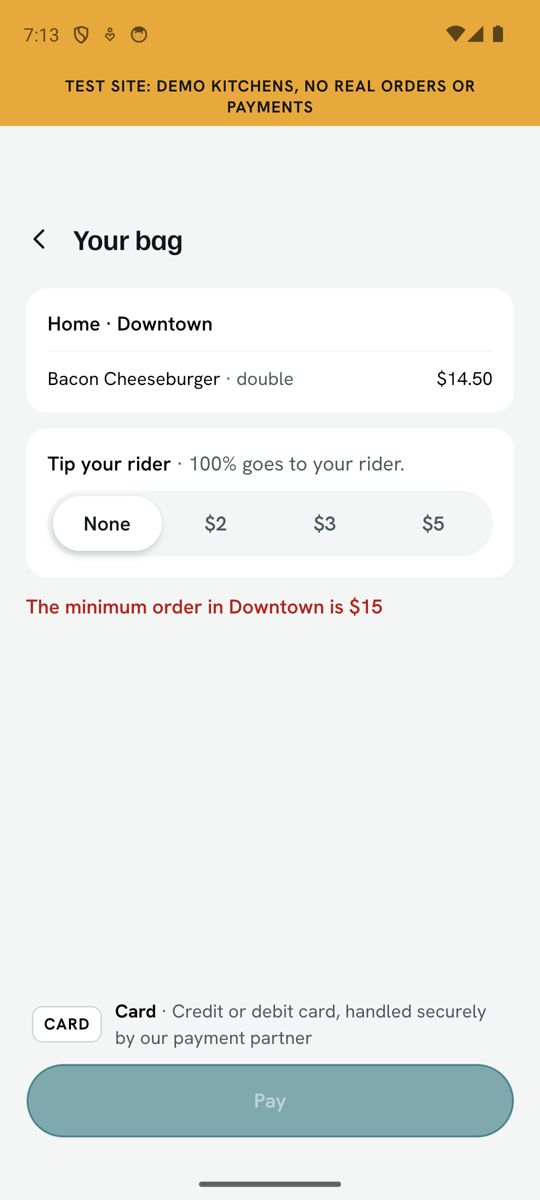 7:13
TEST SITE: DEMO KITCHENS, NO REAL ORDERS OR
PAYMENTS
Your bag
Home · Downtown
Bacon Cheeseburger · double $14.50
Tip your rider · 100% goes to your rider.
None $2 $3 $5
The minimum order in Downtown is $15
CARD
Card · Credit or debit card, handled securely
by our payment partner
Pay